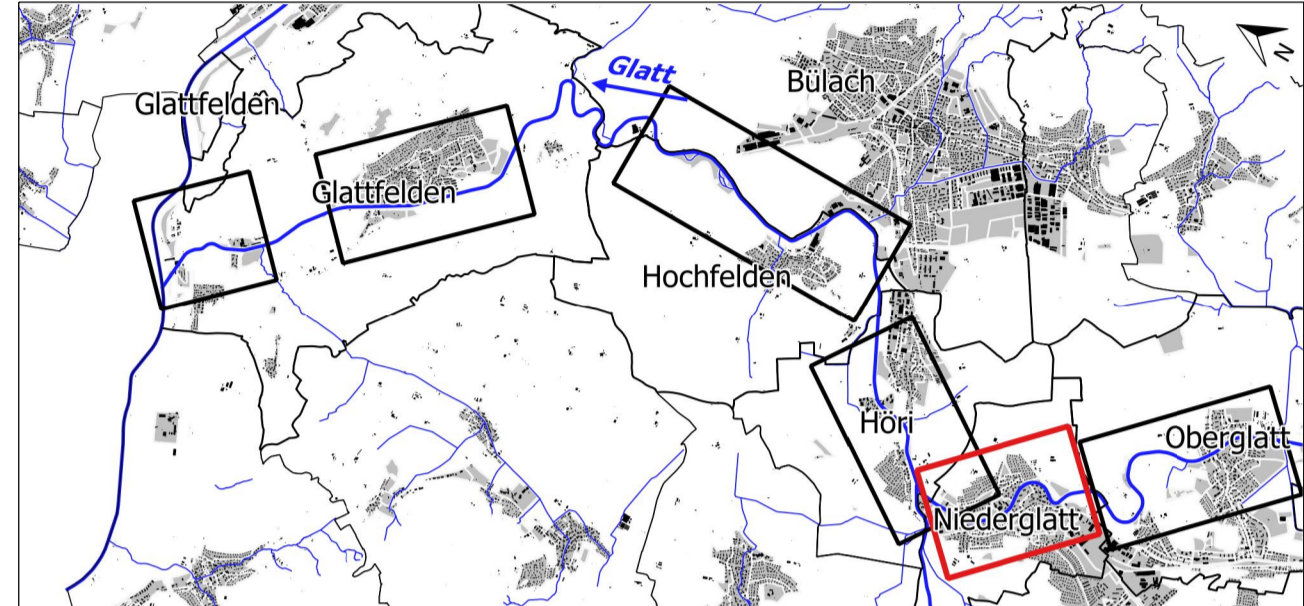 Glatt
Bülach
N
Glattfelden
Glattfelden
Hochfelden
Höri
Oberglatt
Niederglatt